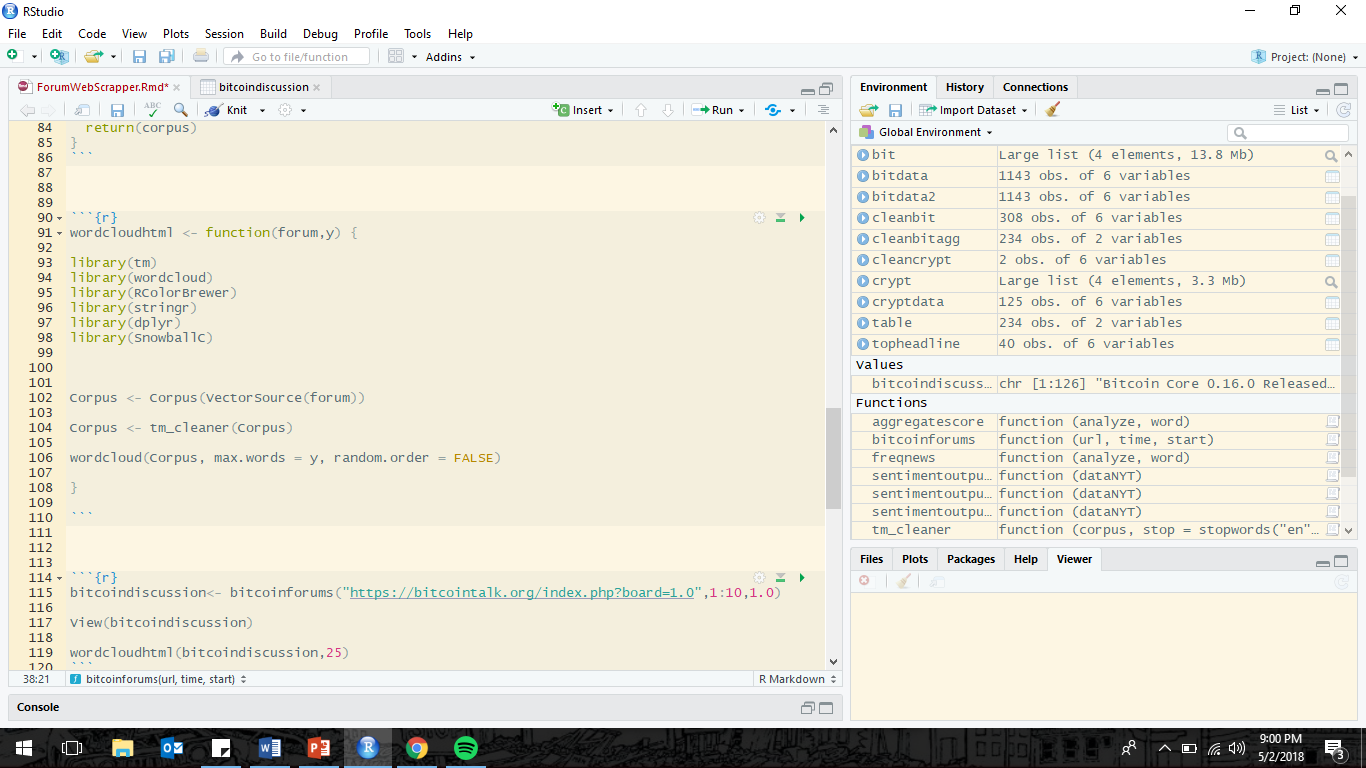 RStudio
File Edit Code View Plots Session Build Debug Profile Tools Help
Go to file/function Addins Project: (None)
ForumWebScrapper.Rmd* bitcoindiscussion
ABC Knit Insert Run
84 return(corpus)
85 }
86 ```
87
88
89
90 ```{r}
91 wordcloudhtml <- function(forum,y) {
92
93 library(tm)
94 library(wordcloud)
95 library(RColorBrewer)
96 library(stringr)
97 library(dplyr)
98 library(SnowballC)
99
100
101
102 Corpus <- Corpus(VectorSource(forum))
103
104 Corpus <- tm_cleaner(Corpus)
105
106 wordcloud(Corpus, max.words = y, random.order = FALSE)
107
108 }
109
110 ```
111
112
113
114 ```{r}
115 bitcoindiscussion<- bitcoinforums("https://bitcointalk.org/index.php?board=1.0",1:10,1.0)
116
117 View(bitcoindiscussion)
118
119 wordcloudhtml(bitcoindiscussion,25)
120 ```
38:21 bitcoinforums(url, time, start) R Markdown
Console
Environment History Connections
Import Dataset List
Global Environment
bit Large list (4 elements, 13.8 Mb)
bitdata 1143 obs. of 6 variables
bitdata2 1143 obs. of 6 variables
cleanbit 308 obs. of 6 variables
cleanbitagg 234 obs. of 2 variables
cleancrypt 2 obs. of 6 variables
crypt Large list (4 elements, 3.3 Mb)
cryptdata 125 obs. of 6 variables
table 234 obs. of 2 variables
topheadline 40 obs. of 6 variables
Values
bitcoindiscuss… chr [1:126] "Bitcoin Core 0.16.0 Released…
Functions
aggregatescore function (analyze, word)
bitcoinforums function (url, time, start)
freqnews function (analyze, word)
sentimentoutpu… function (dataNYT)
sentimentoutpu… function (dataNYT)
sentimentoutpu… function (dataNYT)
tm_cleaner function (corpus, stop = stopwords("en"…
Files Plots Packages Help Viewer
9:00 PM
5/2/2018
3